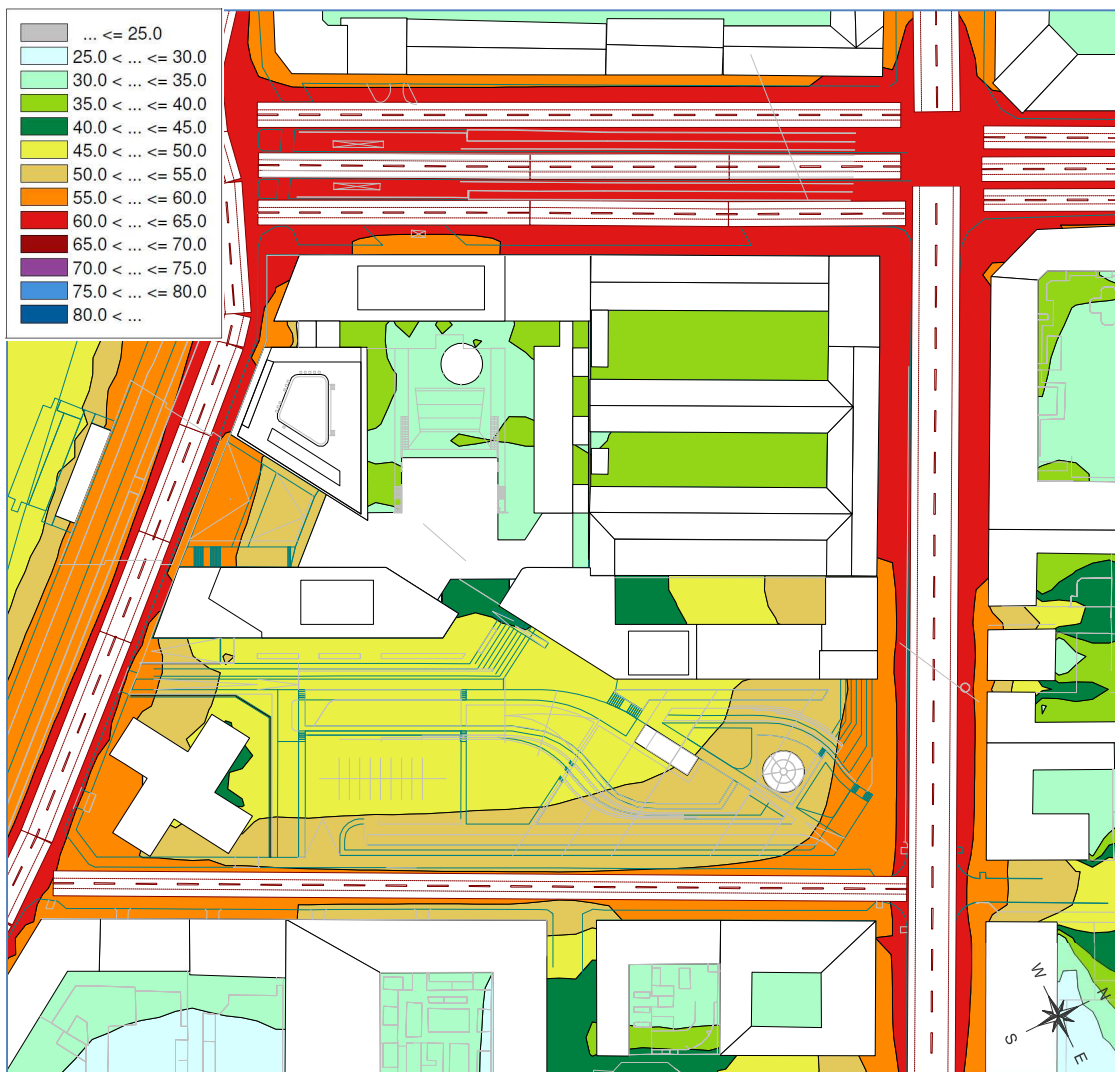 ... <= 25.0
25.0 < ... <= 30.0
30.0 < ... <= 35.0
35.0 < ... <= 40.0
40.0 < ... <= 45.0
45.0 < ... <= 50.0
50.0 < ... <= 55.0
55.0 < ... <= 60.0
60.0 < ... <= 65.0
65.0 < ... <= 70.0
70.0 < ... <= 75.0
75.0 < ... <= 80.0
80.0 < ...
W
N
S
E